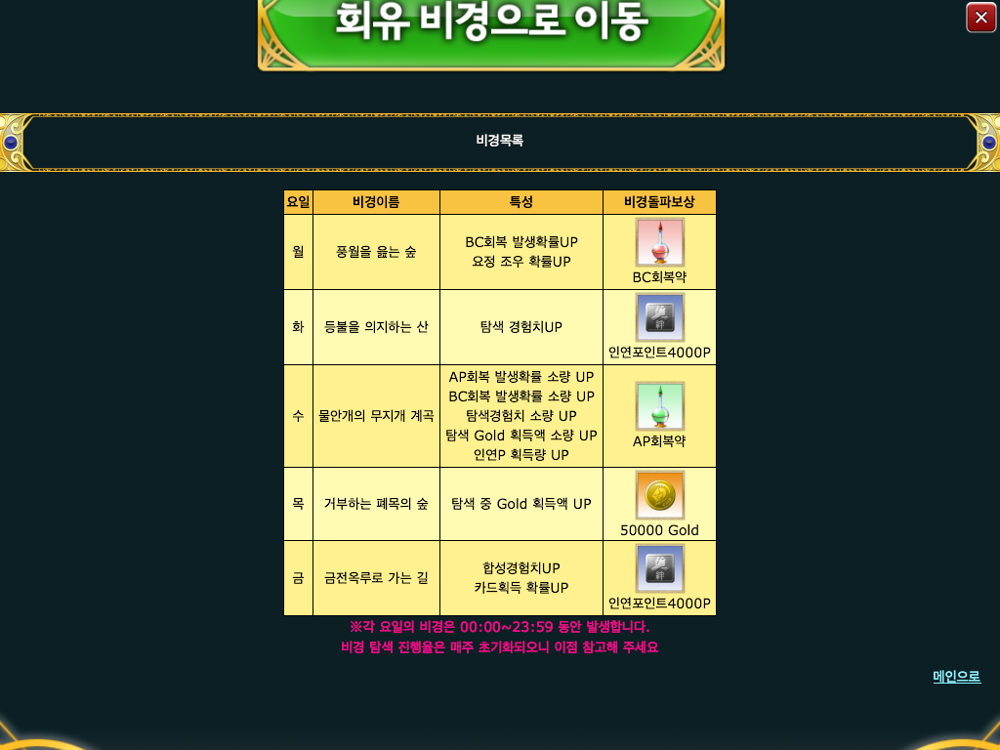 회유 비경으로 이동
비경목록
요일 비경이름 특성 비경돌파보상
월 풍월을 읊는 숲 BC회복 발생확률UP
요정 조우 확률UP
BC회복약
화 등불을 의지하는 산 탐색 경험치UP
인연포인트4000P
수 물안개의 무지개 계곡 AP회복 발생확률 소량 UP
BC회복 발생확률 소량 UP
탐색경험치 소량 UP
탐색 Gold 획득액 소량 UP
인연P 획득량 UP
AP회복약
목 거부하는 폐목의 숲 탐색 중 Gold 획득액 UP
50000 Gold
금 금전옥루로 가는 길 합성경험치UP
카드획득 확률UP
인연포인트4000P
※각 요일의 비경은 00:00~23:59 동안 발생합니다.
비경 탐색 진행율은 매주 초기화되오니 이점 참고해 주세요
메인으로